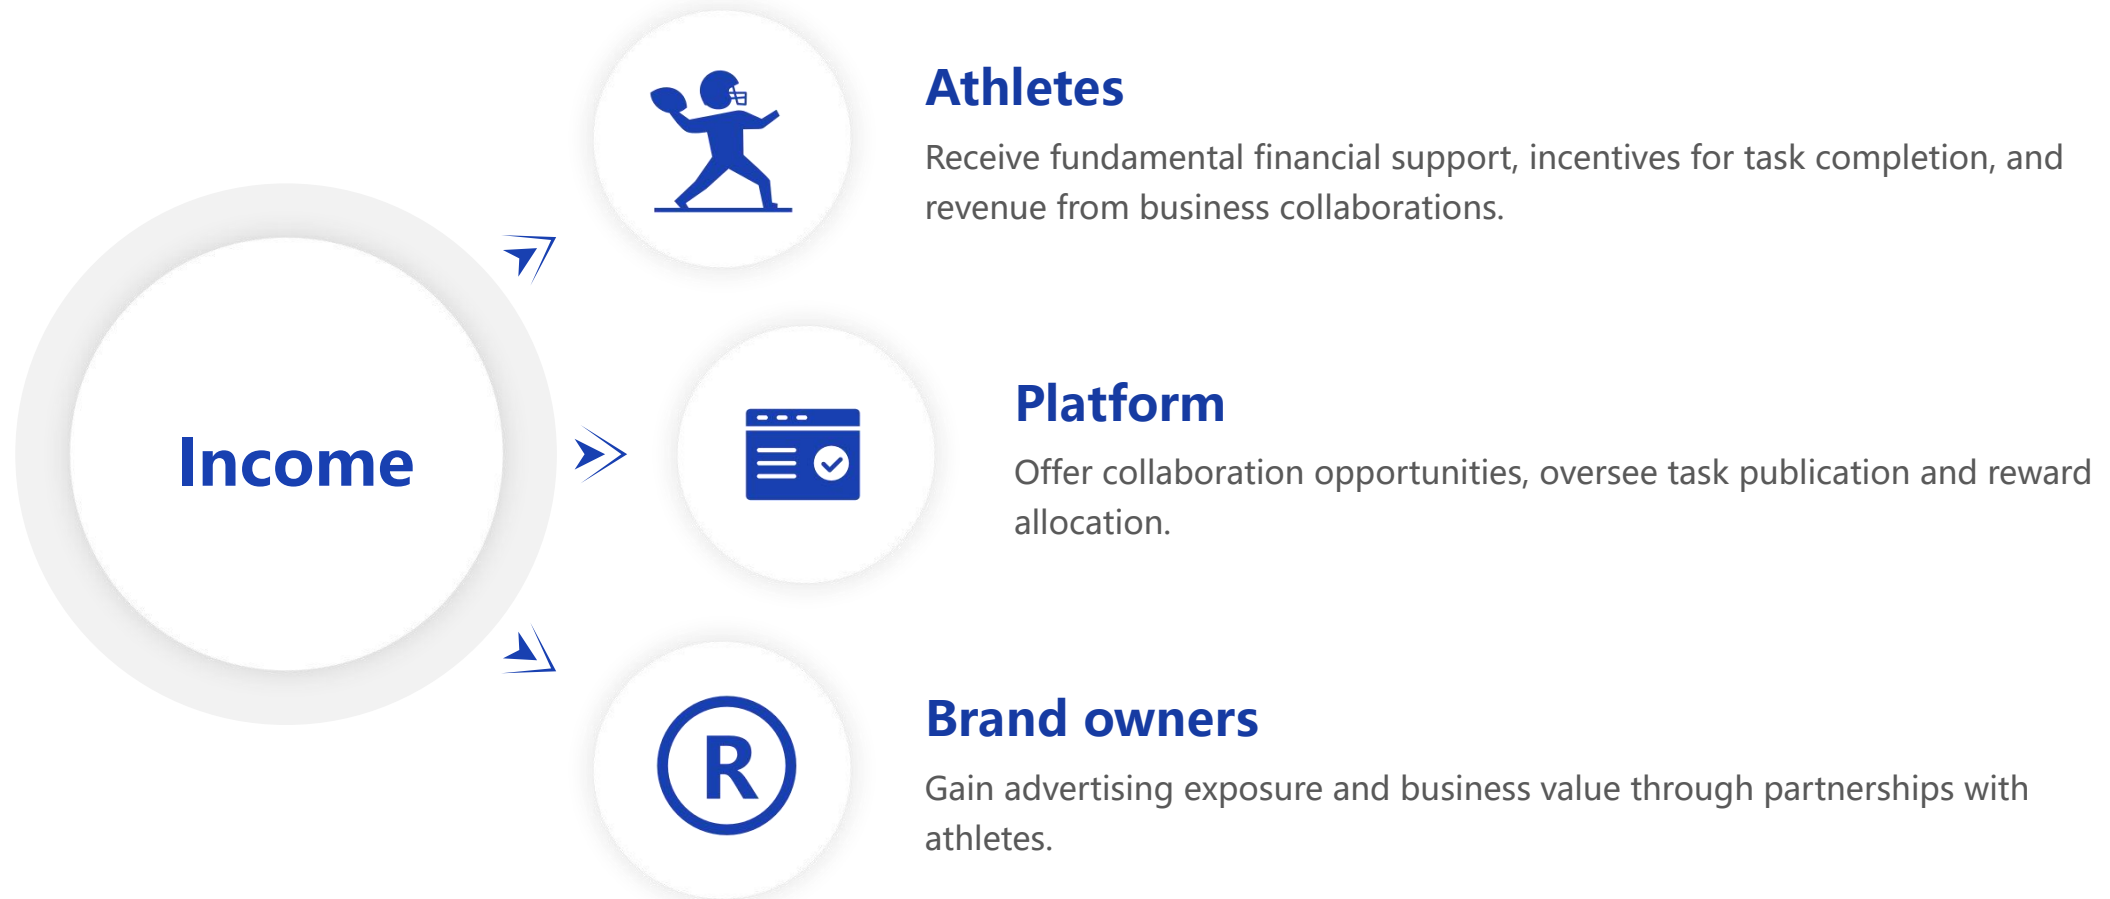 Athletes
Receive fundamental financial support, incentives for task completion, and
revenue from business collaborations.
Income
Platform
Offer collaboration opportunities, oversee task publication and reward
allocation.
R
Brand owners
Gain advertising exposure and business value through partnerships with
athletes.